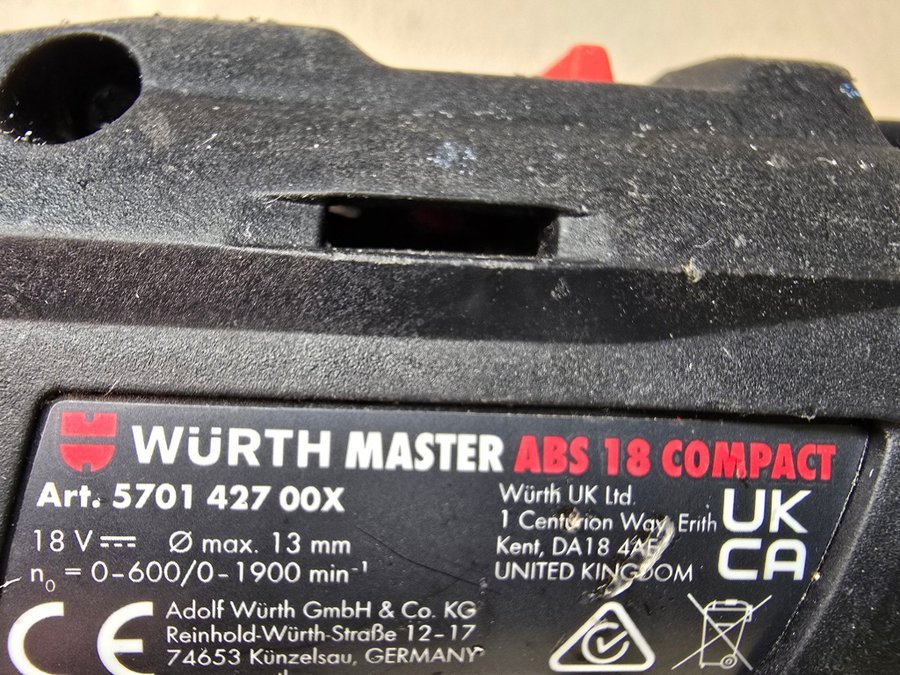 WÜRTH MASTER ABS 18 COMPACT
Art. 5701 427 00X
18 V ⎓ Ø max. 13 mm
n₀ = 0-600/0-1900 min⁻¹
Würth UK Ltd.
1 Centurion Way, Erith
Kent, DA18 4AE
UNITED KINGDOM
UK
CA
CE
Adolf Würth GmbH & Co. KG
Reinhold-Würth-Straße 12-17
74653 Künzelsau, GERMANY